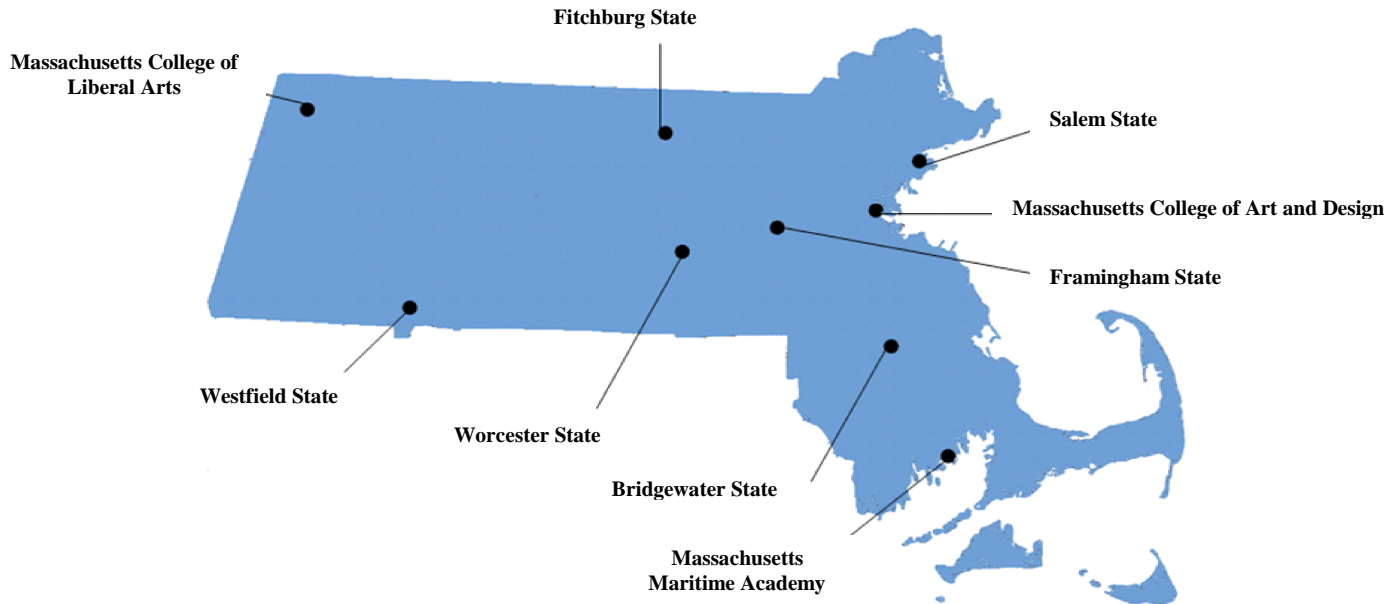 Fitchburg State
Massachusetts College of
Liberal Arts
Salem State
Massachusetts College of Art and Design
Framingham State
Westfield State
Worcester State
Bridgewater State
Massachusetts
Maritime Academy